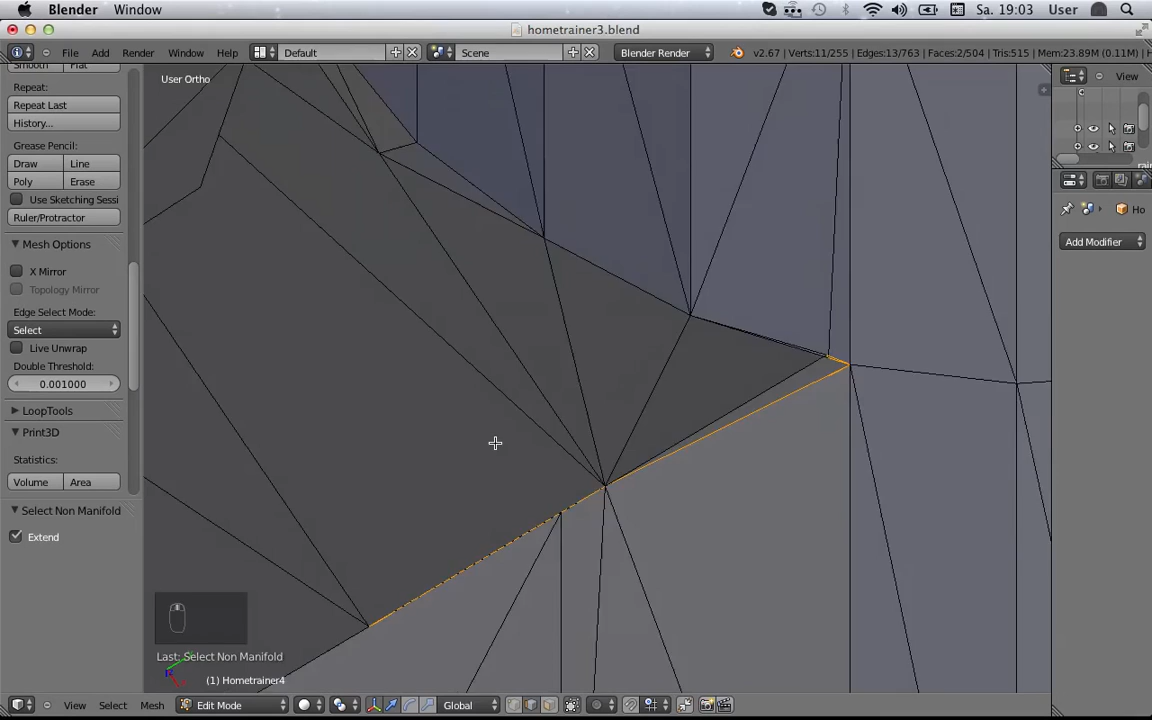 Blender Window Sa. 19:03 User
hometrainer3.blend
File Add Render Window Help Default Scene Blender Render v2.67 | Verts:11/255 | Edges:13/763 | Faces:2/504 | Tris:515 | Mem:23.89M (0.11M) | H
Smooth Flat
Repeat:
Repeat Last
History...
Grease Pencil:
Draw Line
Poly Erase
Use Sketching Sessi
Ruler/Protractor
Mesh Options
X Mirror
Topology Mirror
Edge Select Mode:
Select
Live Unwrap
Double Threshold:
0.001000
LoopTools
Print3D
Statistics:
Volume Area
Select Non Manifold
Extend
User Ortho
Last: Select Non Manifold
(1) Hometrainer4
View Select Mesh Edit Mode Global
View
Ho
Add Modifier